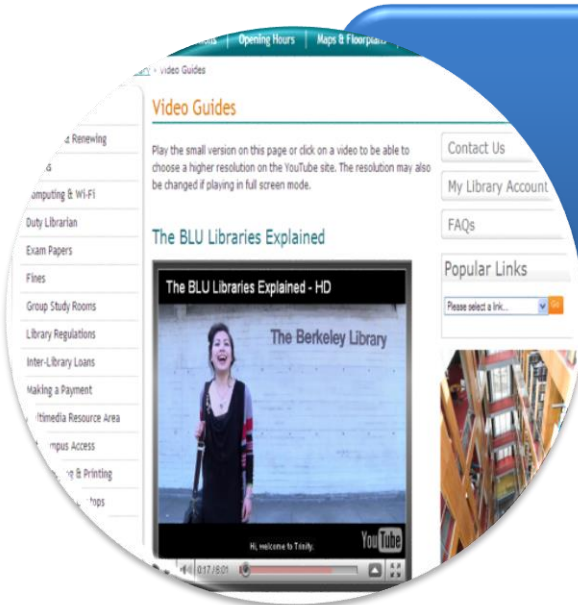 Opening Hours | Maps & Floorplans
> Video Guides
Video Guides
& Renewing
Play the small version on this page or click on a video to be able to
choose a higher resolution on the YouTube site. The resolution may also
be changed if playing in full screen mode.
Computing & Wi-Fi
Duty Librarian
Exam Papers
Fines
Group Study Rooms
Library Regulations
Inter-Library Loans
Making a Payment
Multimedia Resource Area
Access
& Printing
The BLU Libraries Explained
The BLU Libraries Explained - HD
The Berkeley Library
Hi, welcome to Trinity.
YouTube
0:17 / 6:01
Contact Us
My Library Account
FAQs
Popular Links
Please select a link...
Go